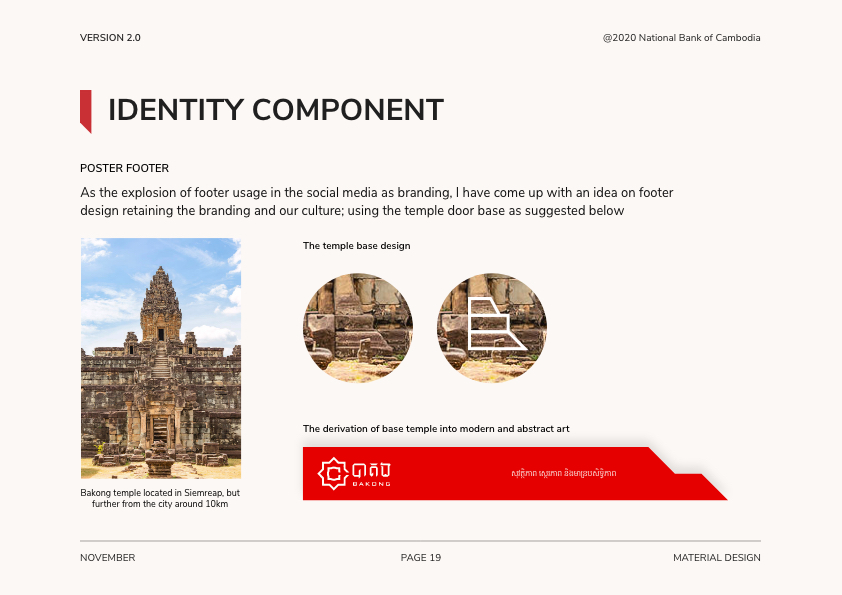 VERSION 2.0
@2020 National Bank of Cambodia
IDENTITY COMPONENT
POSTER FOOTER
As the explosion of footer usage in the social media as branding, I have come up with an idea on footer
design retaining the branding and our culture; using the temple door base as suggested below
The temple base design
The derivation of base temple into modern and abstract art
បាគង
BAKONG
សុវត្ថិភាព ស្ថេរភាព និងមានប្រសិទ្ធិភាព
Bakong temple located in Siemreap, but
further from the city around 10km
NOVEMBER
PAGE 19
MATERIAL DESIGN